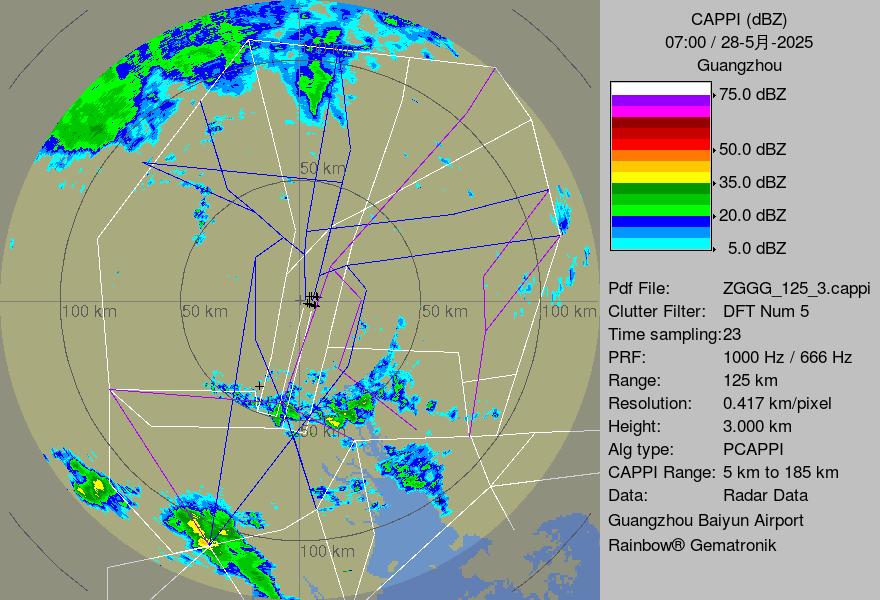 CAPPI (dBZ)
07:00 / 28-5月-2025
Guangzhou
75.0 dBZ
50.0 dBZ
35.0 dBZ
20.0 dBZ
5.0 dBZ
Pdf File: ZGGG_125_3.cappi
Clutter Filter: DFT Num 5
Time sampling:23
PRF: 1000 Hz / 666 Hz
Range: 125 km
Resolution: 0.417 km/pixel
Height: 3.000 km
Alg type: PCAPPI
CAPPI Range: 5 km to 185 km
Data: Radar Data
Guangzhou Baiyun Airport
Rainbow® Gematronik
50 km
100 km
50 km
50 km
100 km
50 km
100 km